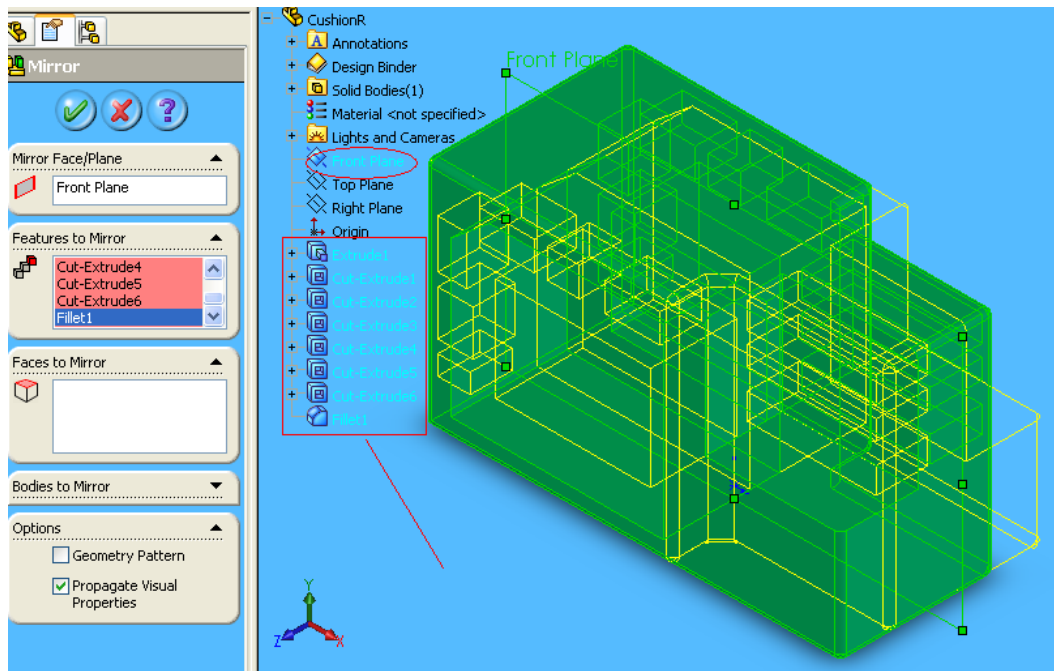 Mirror
?
Mirror Face/Plane
Front Plane
Features to Mirror
Cut-Extrude4
Cut-Extrude5
Cut-Extrude6
Fillet1
Faces to Mirror
Bodies to Mirror
Options
Geometry Pattern
Propagate Visual
Properties
CushionR
A Annotations
Design Binder
Solid Bodies(1)
Material <not specified>
Lights and Cameras
Front Plane
Top Plane
Right Plane
Origin
Extrude1
Cut-Extrude1
Cut-Extrude2
Cut-Extrude3
Cut-Extrude4
Cut-Extrude5
Cut-Extrude6
Fillet1
Front Plane
Y
Z
X